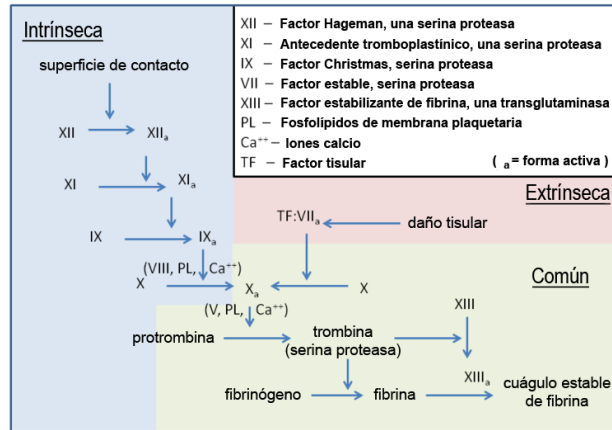 Intrínseca
superficie de contacto
XII XIIₐ
XI XIₐ
IX IXₐ
(VIII, PL, Ca⁺⁺)
X Xₐ X
(V, PL, Ca⁺⁺)
XII – Factor Hageman, una serina proteasa
XI – Antecedente tromboplastínico, una serina proteasa
IX – Factor Christmas, serina proteasa
VII – Factor estable, serina proteasa
XIII – Factor estabilizante de fibrina, una transglutaminasa
PL – Fosfolípidos de membrana plaquetaria
Ca⁺⁺ – Iones calcio
TF – Factor tisular ( ₐ = forma activa )
Extrínseca
TF:VIIₐ daño tisular
Común
XIII
protrombina trombina
(serina proteasa)
fibrinógeno fibrina XIIIₐ cuágulo estable
de fibrina